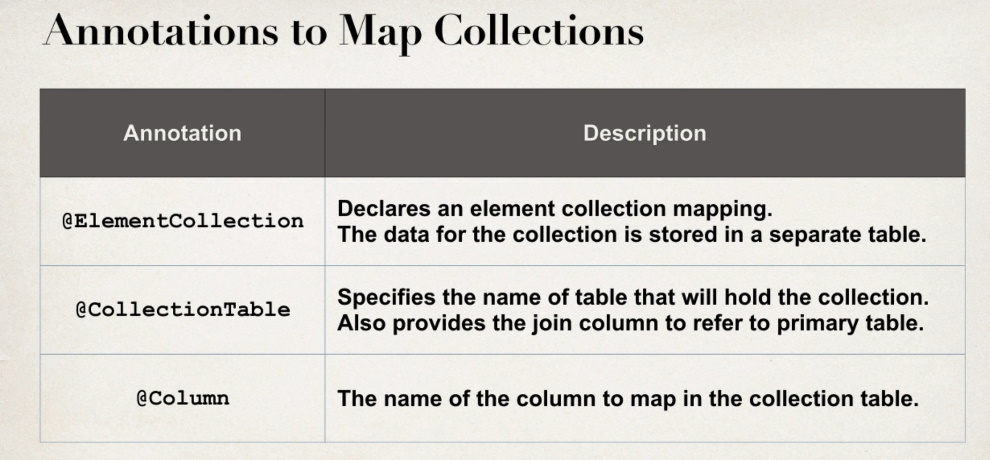 Annotations to Map Collections
Annotation Description
@ElementCollection
Declares an element collection mapping.
The data for the collection is stored in a separate table.
@CollectionTable
Specifies the name of table that will hold the collection.
Also provides the join column to refer to primary table.
@Column
The name of the column to map in the collection table.